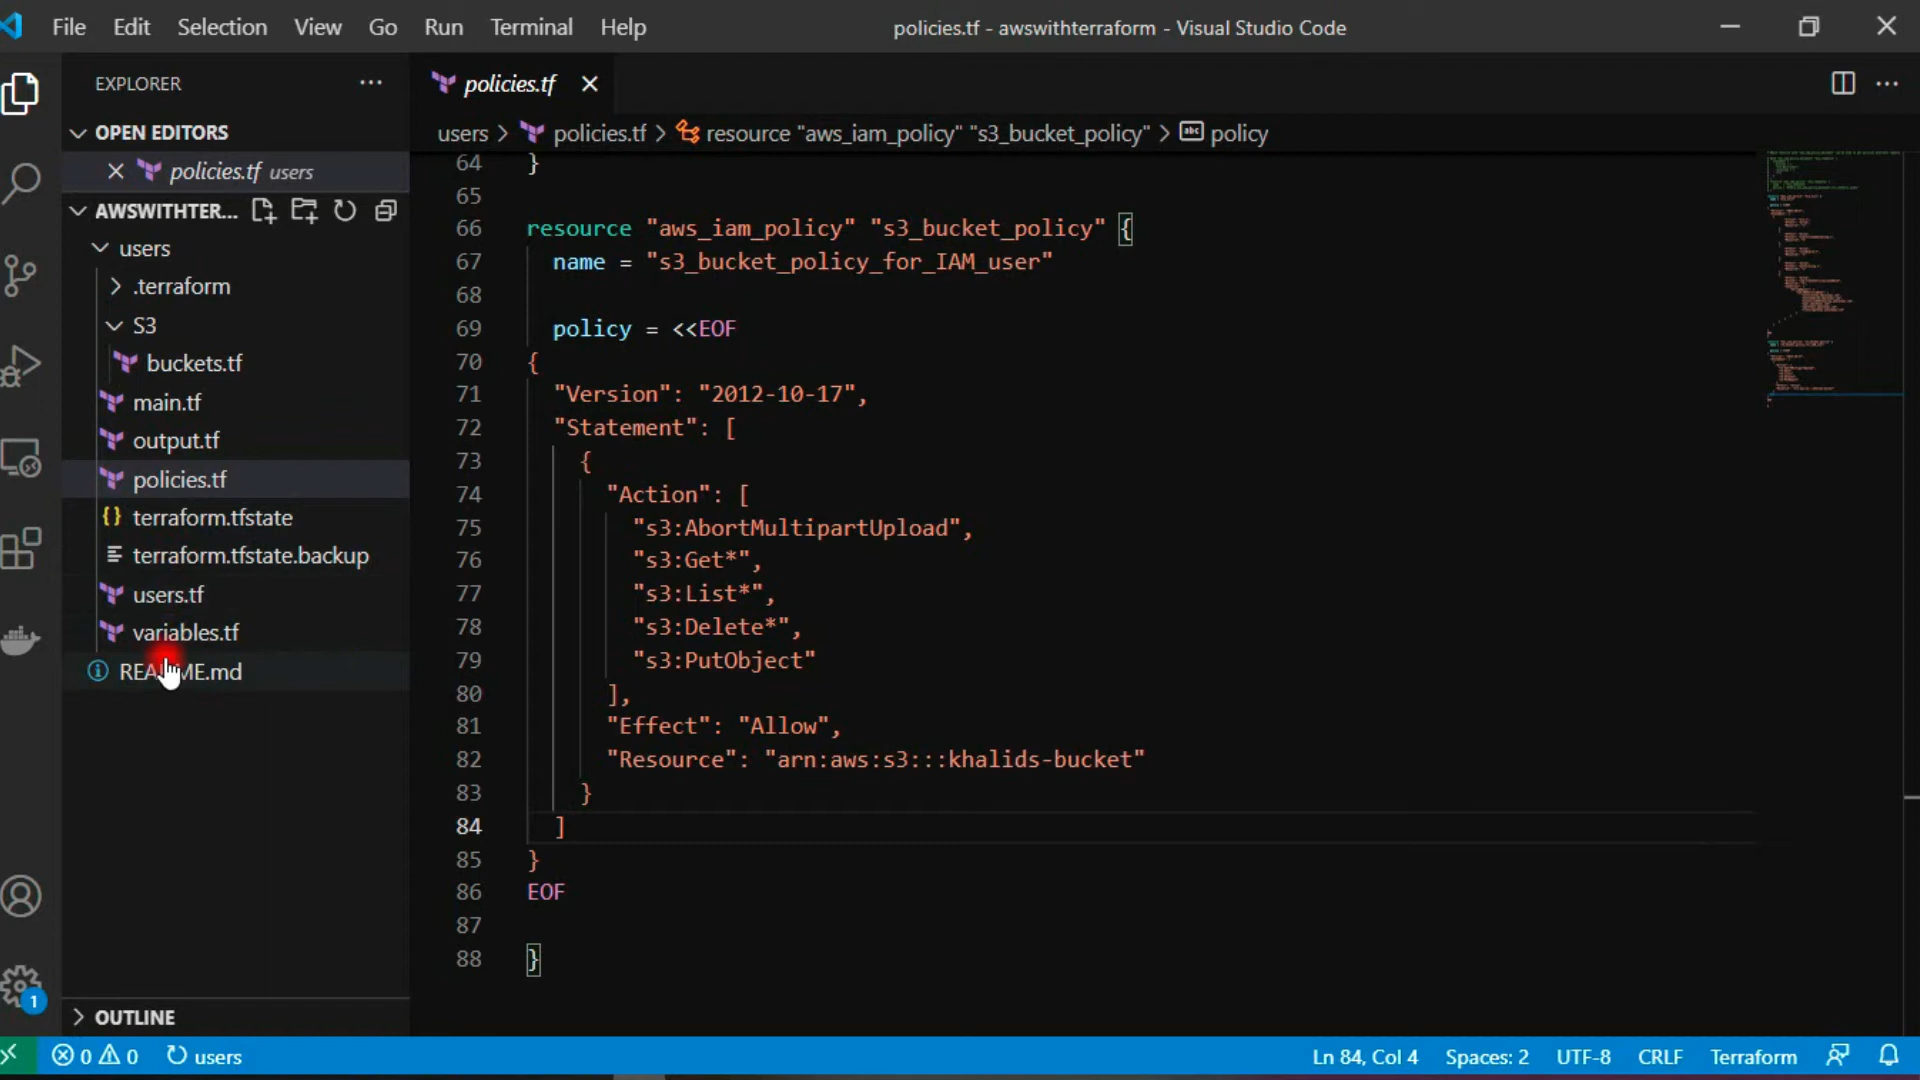 File Edit Selection View Go Run Terminal Help
policies.tf - awswithterraform - Visual Studio Code
EXPLORER
OPEN EDITORS
policies.tf users
AWSWITHTER...
users
.terraform
S3
buckets.tf
main.tf
output.tf
policies.tf
terraform.tfstate
terraform.tfstate.backup
users.tf
variables.tf
OUTLINE
policies.tf
users > policies.tf > resource "aws_iam_policy" "s3_bucket_policy" > policy
64 }
65
66 resource "aws_iam_policy" "s3_bucket_policy" {
67 name = "s3_bucket_policy_for_IAM_user"
68
69 policy = <<EOF
70 {
71 "Version": "2012-10-17",
72 "Statement": [
73 {
74 "Action": [
75 "s3:AbortMultipartUpload",
76 "s3:Get*",
77 "s3:List*",
78 "s3:Delete*",
79 "s3:PutObject"
80 ],
81 "Effect": "Allow",
82 "Resource": "arn:aws:s3:::khalids-bucket"
83 }
84 ]
85 }
86 EOF
87
88 }
1
0 0 users
Ln 84, Col 4 Spaces: 2 UTF-8 CRLF Terraform